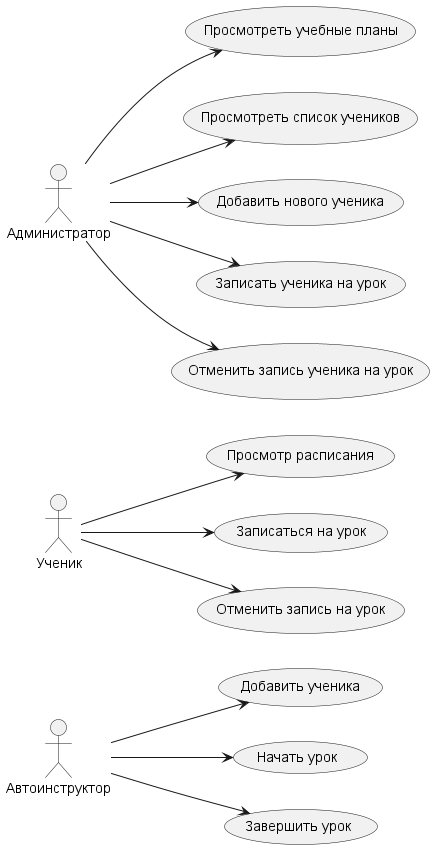 Просмотреть учебные планы
Просмотреть список учеников
Добавить нового ученика
Администратор
Записать ученика на урок
Отменить запись ученика на урок
Просмотр расписания
Записаться на урок
Ученик
Отменить запись на урок
Добавить ученика
Начать урок
Автоинструктор
Завершить урок